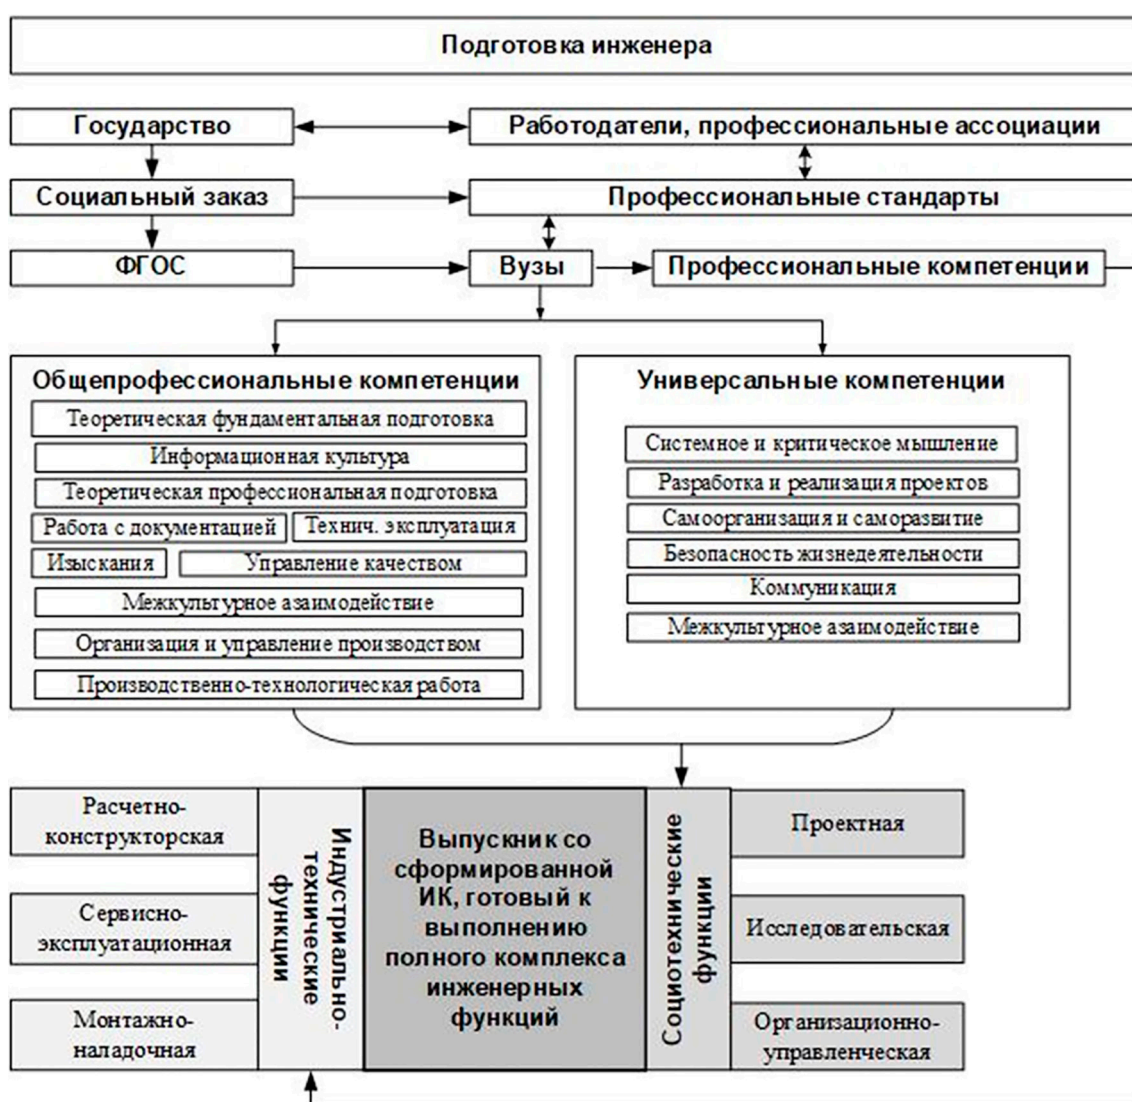 Подготовка инженера
Государство
Работодатели, профессиональные ассоциации
Социальный заказ
Профессиональные стандарты
ФГОС
Вузы
Профессиональные компетенции
Общепрофессиональные компетенции
Теоретическая фундаментальная подготовка
Информационная культура
Теоретическая профессиональная подготовка
Работа с документацией
Технич. эксплуатация
Изыскания
Управление качеством
Межкультурное азаимодействие
Организация и управление производством
Производственно-технологическая работа
Универсальные компетенции
Системное и критическое мышление
Разработка и реализация проектов
Самоорганизация и саморазвитие
Безопасность жизнедеятельности
Коммуникация
Межкультурное азаимодействие
Расчетно-
конструкторская
Сервисно-
эксплуатационная
Монтажно-
наладочная
Индустриально-
технические
функции
Выпускник со
сформированной
ИК, готовый к
выполнению
полного комплекса
инженерных
функций
Социотехнические
функции
Проектная
Исследовательская
Организационно-
управленческая